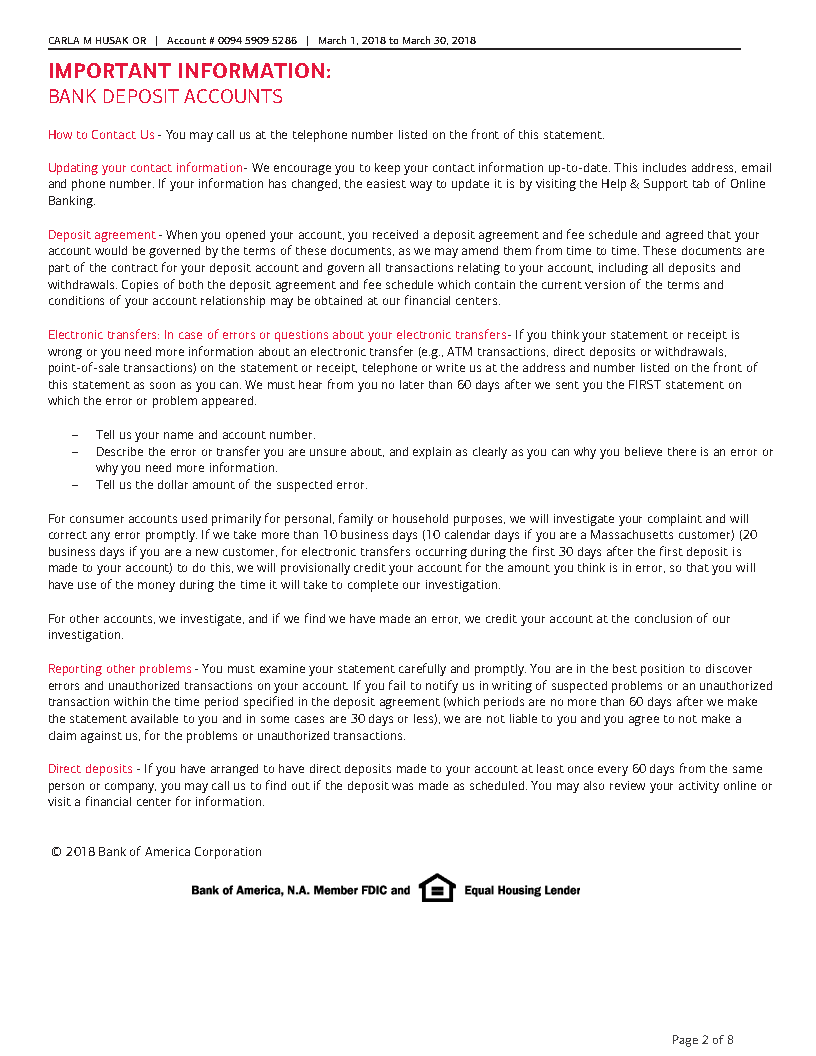 CARLA M HUSAK OR | Account # 0094 5909 5286 | March 1, 2018 to March 30, 2018
IMPORTANT INFORMATION:
BANK DEPOSIT ACCOUNTS
How to Contact Us - You may call us at the telephone number listed on the front of this statement.
Updating your contact information- We encourage you to keep your contact information up-to-date. This includes address, email
and phone number. If your information has changed, the easiest way to update it is by visiting the Help & Support tab of Online
Banking.
Deposit agreement - When you opened your account, you received a deposit agreement and fee schedule and agreed that your
account would be governed by the terms of these documents, as we may amend them from time to time. These documents are
part of the contract for your deposit account and govern all transactions relating to your account, including all deposits and
withdrawals. Copies of both the deposit agreement and fee schedule which contain the current version of the terms and
conditions of your account relationship may be obtained at our financial centers.
Electronic transfers: In case of errors or questions about your electronic transfers- If you think your statement or receipt is
wrong or you need more information about an electronic transfer (e.g., ATM transactions, direct deposits or withdrawals,
point-of-sale transactions) on the statement or receipt, telephone or write us at the address and number listed on the front of
this statement as soon as you can. We must hear from you no later than 60 days after we sent you the FIRST statement on
which the error or problem appeared.
– Tell us your name and account number.
– Describe the error or transfer you are unsure about, and explain as clearly as you can why you believe there is an error or
why you need more information.
– Tell us the dollar amount of the suspected error.
For consumer accounts used primarily for personal, family or household purposes, we will investigate your complaint and will
correct any error promptly. If we take more than 10 business days (10 calendar days if you are a Massachusetts customer) (20
business days if you are a new customer, for electronic transfers occurring during the first 30 days after the first deposit is
made to your account) to do this, we will provisionally credit your account for the amount you think is in error, so that you will
have use of the money during the time it will take to complete our investigation.
For other accounts, we investigate, and if we find we have made an error, we credit your account at the conclusion of our
investigation.
Reporting other problems - You must examine your statement carefully and promptly. You are in the best position to discover
errors and unauthorized transactions on your account. If you fail to notify us in writing of suspected problems or an unauthorized
transaction within the time period specified in the deposit agreement (which periods are no more than 60 days after we make
the statement available to you and in some cases are 30 days or less), we are not liable to you and you agree to not make a
claim against us, for the problems or unauthorized transactions.
Direct deposits - If you have arranged to have direct deposits made to your account at least once every 60 days from the same
person or company, you may call us to find out if the deposit was made as scheduled. You may also review your activity online or
visit a financial center for information.
© 2018 Bank of America Corporation
Bank of America, N.A. Member FDIC and Equal Housing Lender
Page 2 of 8